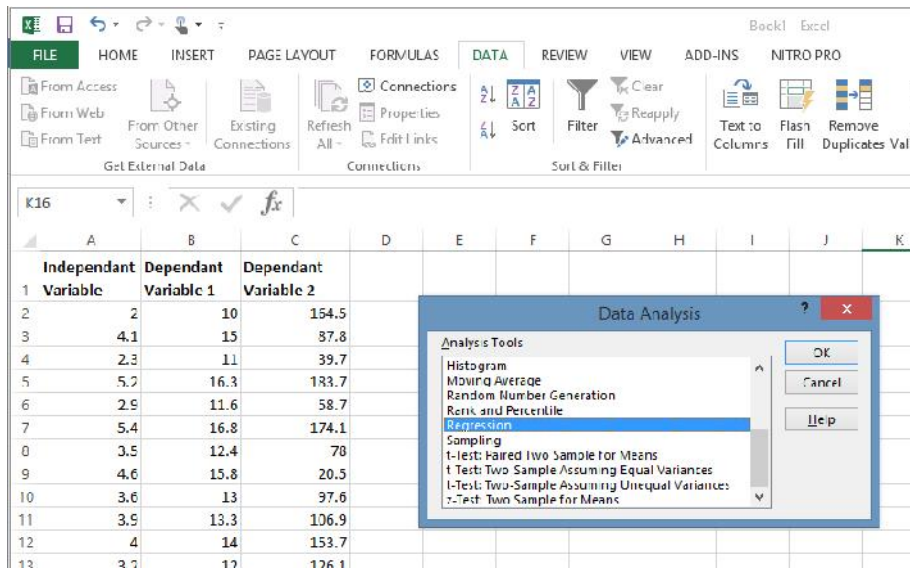 Book1 - Excel
FILE HOME INSERT PAGE LAYOUT FORMULAS DATA REVIEW VIEW ADD-INS NITRO PRO
From Access
From Web
From Text
From Other Sources
Existing Connections
Get External Data
Refresh All
Connections
Properties
Edit Links
Connections
Sort
Filter
Clear
Reapply
Advanced
Sort & Filter
Text to Columns
Flash Fill
Remove Duplicates
Val
K16
fx
A B C D E F G H I J K
1 Independant Variable Dependant Variable 1 Dependant Variable 2
2 2 10 164.5
3 4.1 15 87.8
4 2.3 11 39.7
5 5.2 16.3 183.7
6 2.9 11.6 58.7
7 5.4 16.8 174.1
8 3.5 12.4 78
9 4.6 15.8 20.5
10 3.6 13 97.6
11 3.9 13.3 106.9
12 4 14 153.7
13 3.2 12 126.1
Data Analysis
?
Analysis Tools
Histogram
Moving Average
Random Number Generation
Rank and Percentile
Regression
Sampling
t-Test: Paired Two Sample for Means
t-Test: Two-Sample Assuming Equal Variances
t-Test: Two-Sample Assuming Unequal Variances
z-Test: Two Sample for Means
OK
Cancel
Help